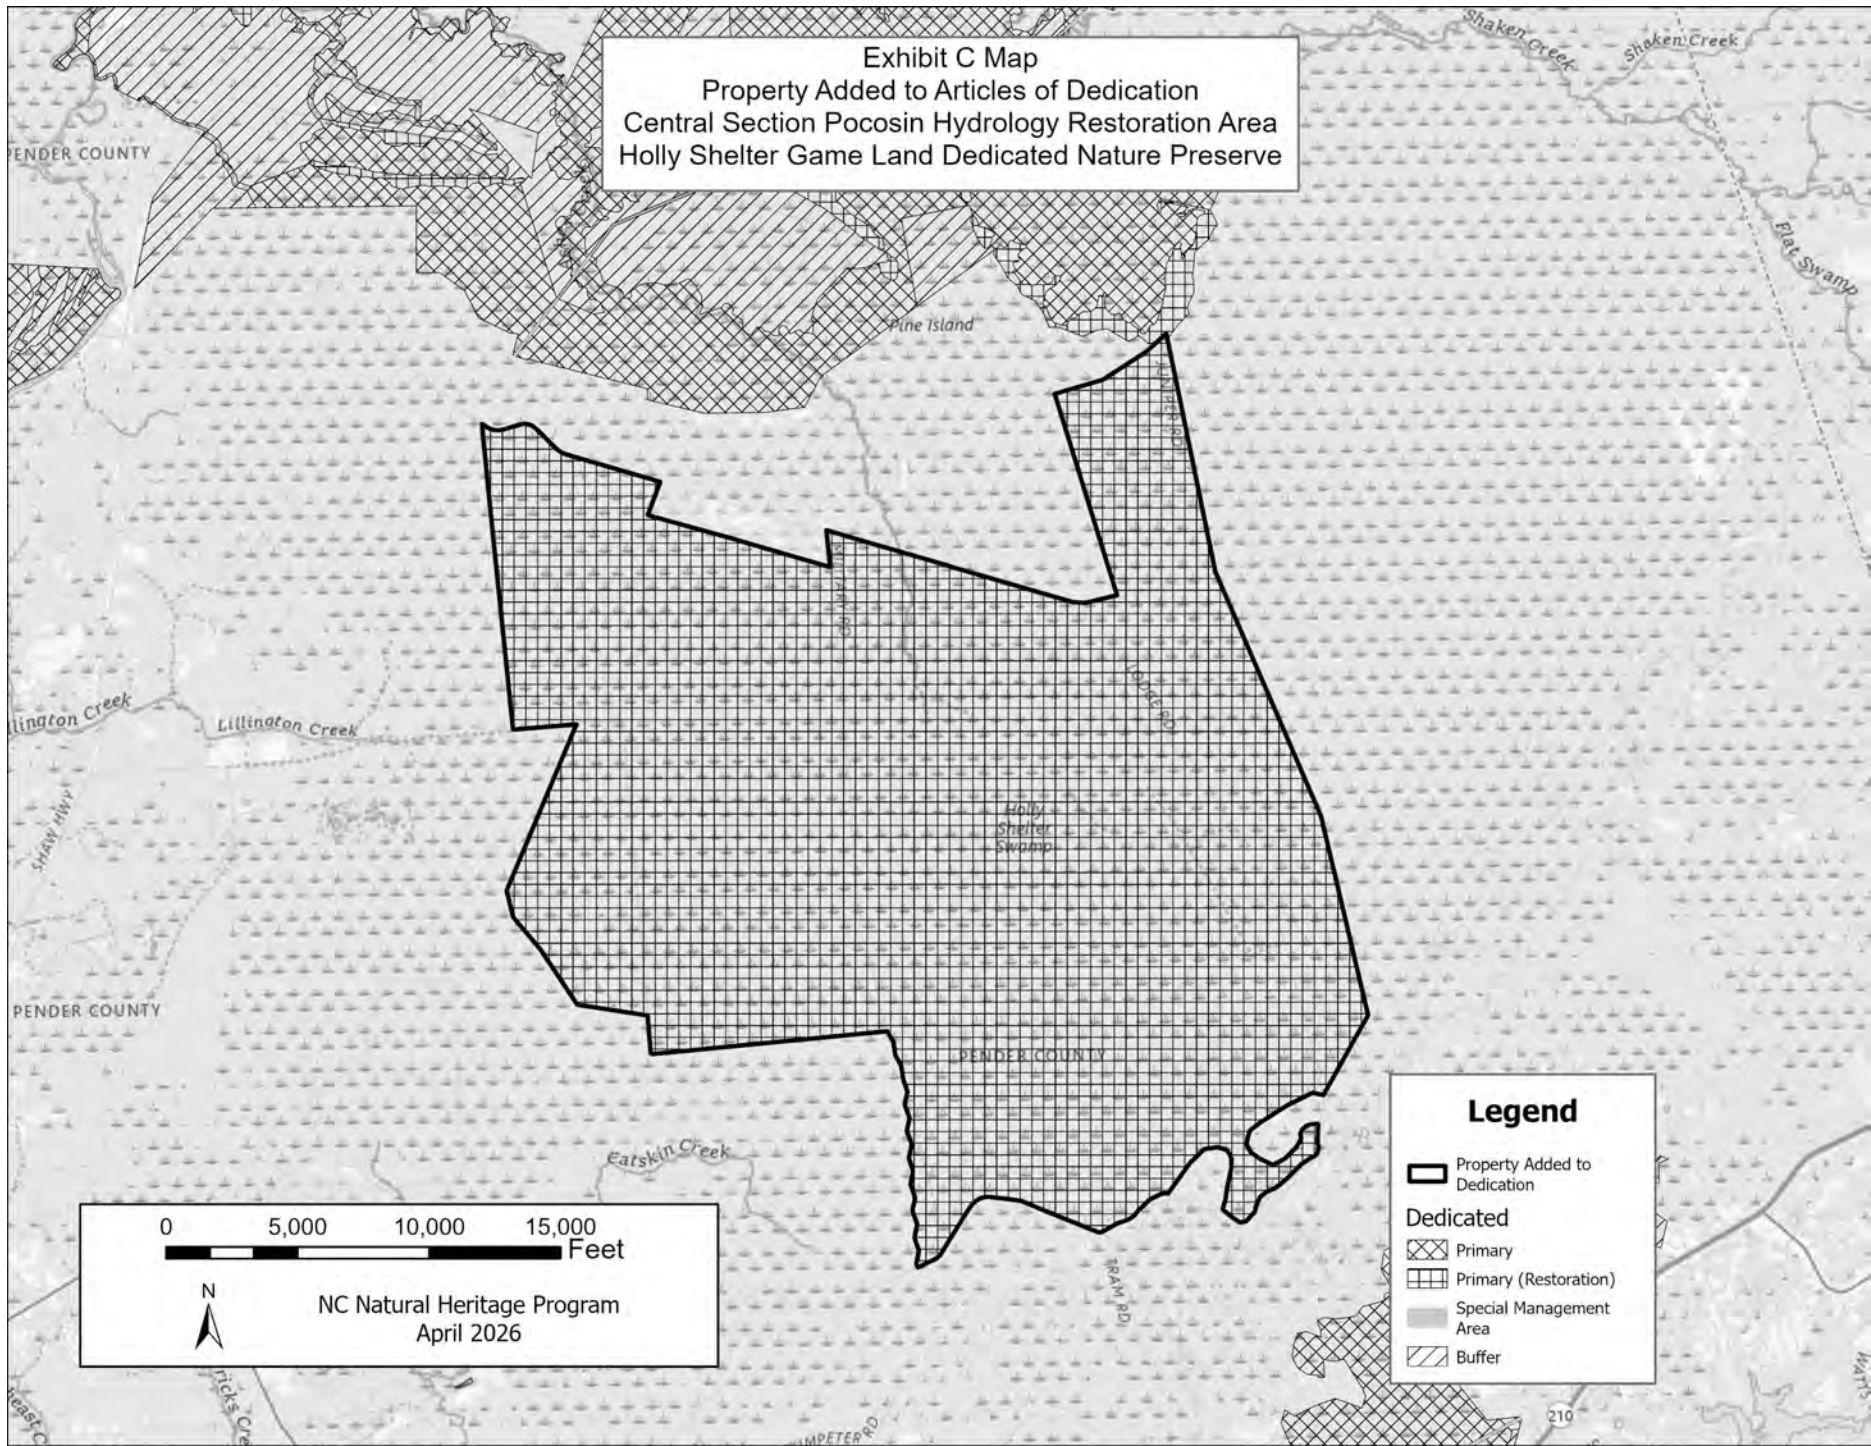 Exhibit C Map
Property Added to Articles of Dedication
Central Section Pocosin Hydrology Restoration Area
Holly Shelter Game Land Dedicated Nature Preserve
Shaken Creek
Shaken Creek
PENDER COUNTY
Flat Swamp
Pine Island
JUNIPER RD
LODGE RD
llington Creek
Lillington Creek
SHAW HWY
Holly
Shelter
Swamp
PENDER COUNTY
PENDER COUNTY
Eatskin Creek
TRAM RD
Legend
Property Added to
Dedication
Dedicated
Primary
Primary (Restoration)
Special Management
Area
Buffer
0 5,000 10,000 15,000
Feet
N
NC Natural Heritage Program
April 2026
210